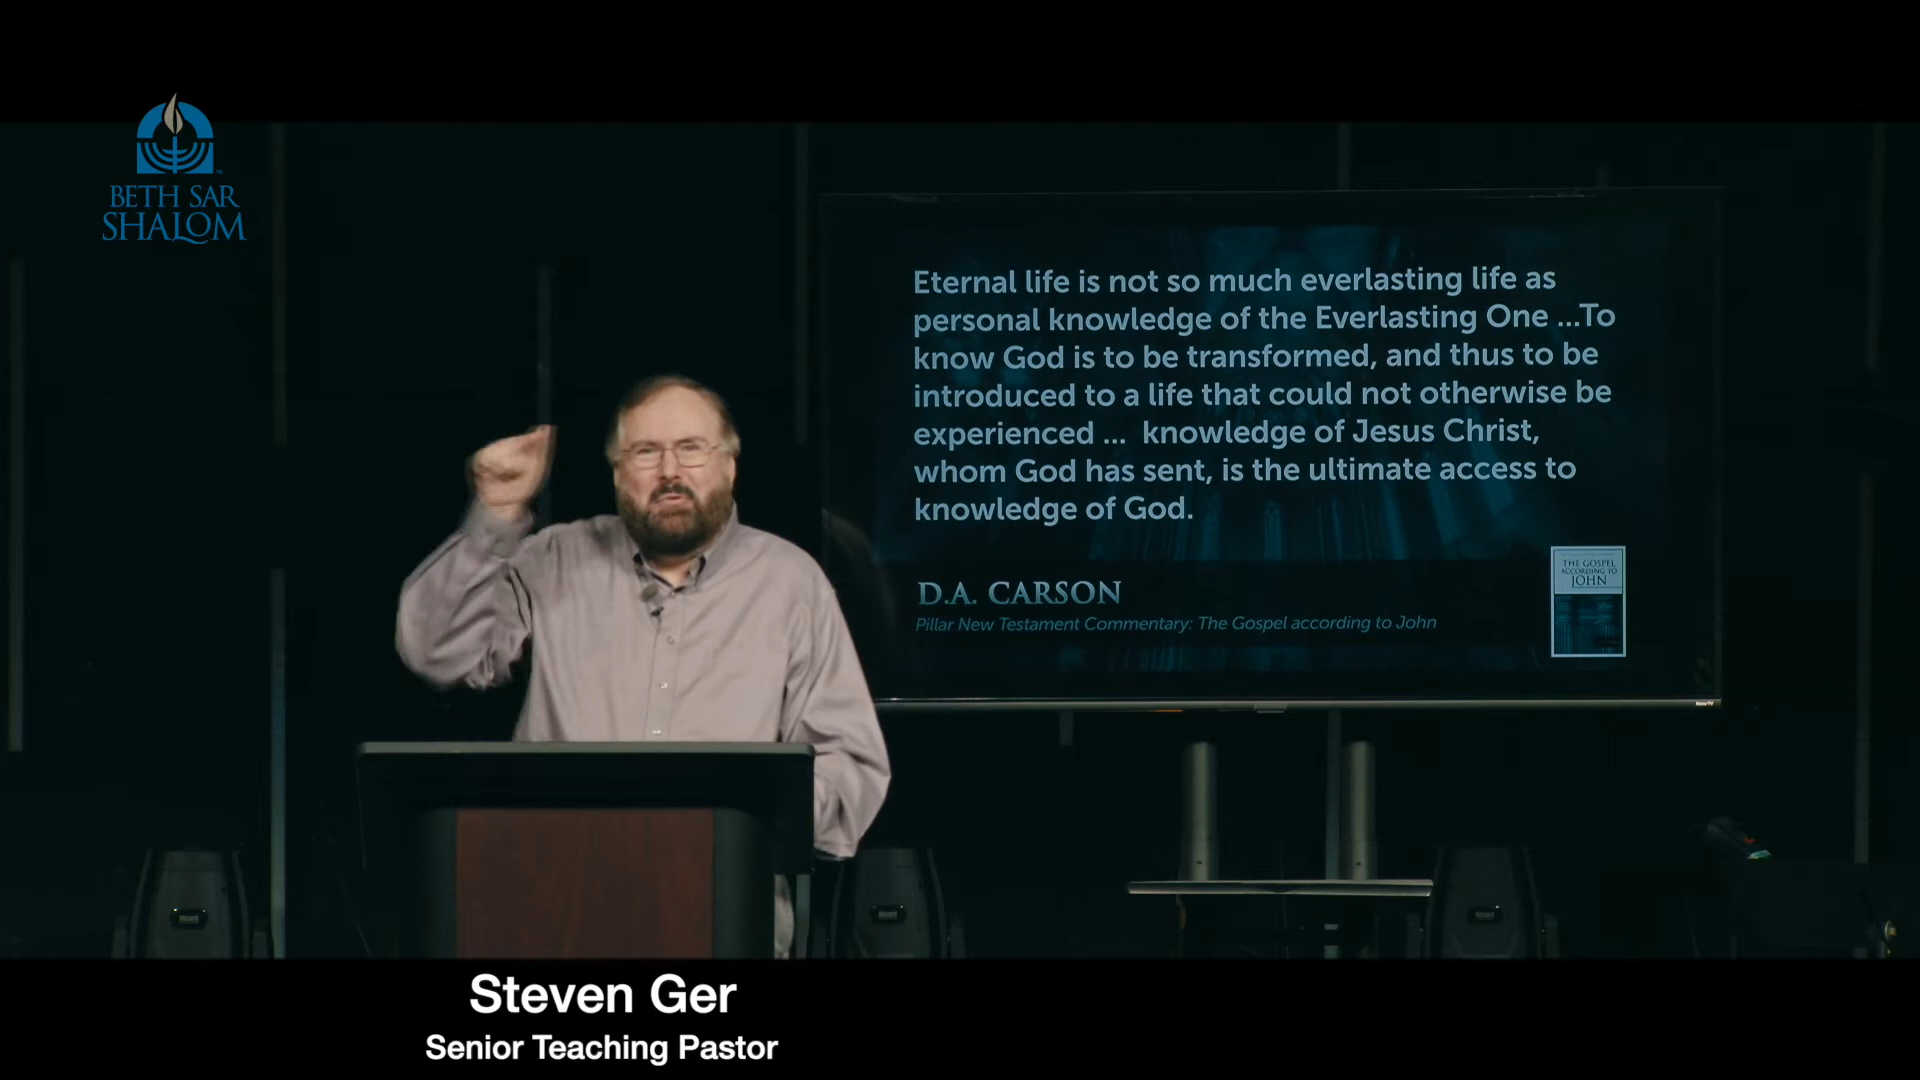 BETH SAR
SHALOM
Eternal life is not so much everlasting life as
personal knowledge of the Everlasting One ...To
know God is to be transformed, and thus to be
introduced to a life that could not otherwise be
experienced ... knowledge of Jesus Christ,
whom God has sent, is the ultimate access to
knowledge of God.
D.A. CARSON
Pillar New Testament Commentary: The Gospel according to John
THE GOSPEL
ACCORDING TO
JOHN
Steven Ger
Senior Teaching Pastor